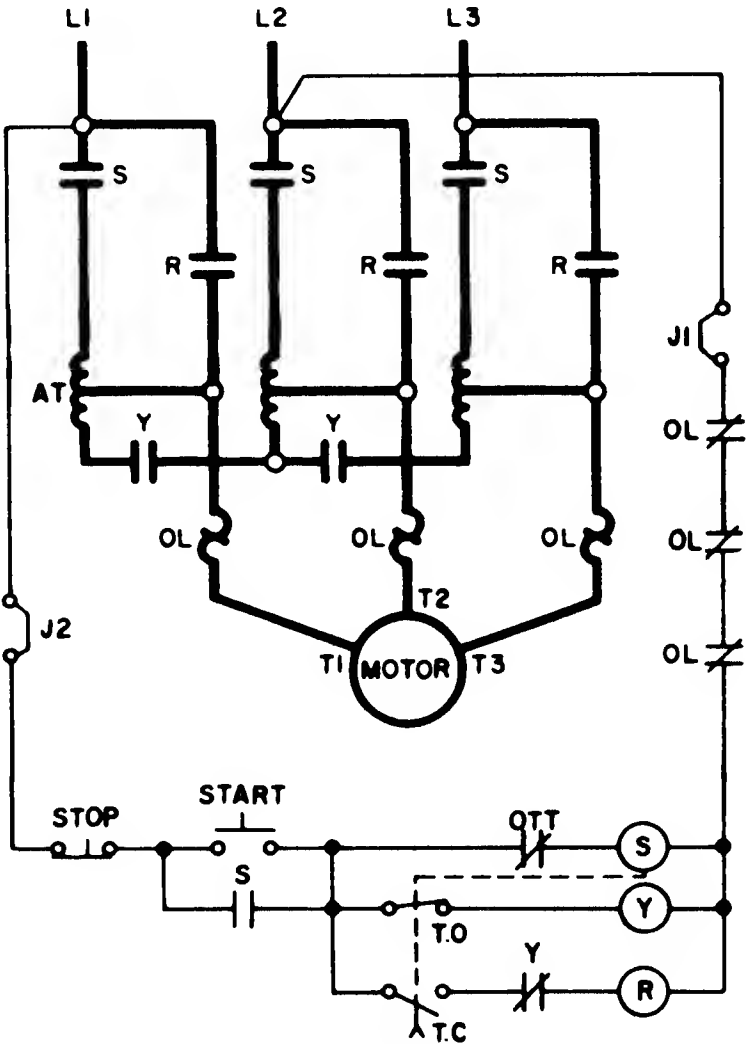 L1 L2 L3
S S S
R R R
J1
AT
Y Y
OL
OL OL OL OL
T2
J2
T1 MOTOR T3 OL
START
STOP OTT
S
S
Y
T.O
Y
R
T.C